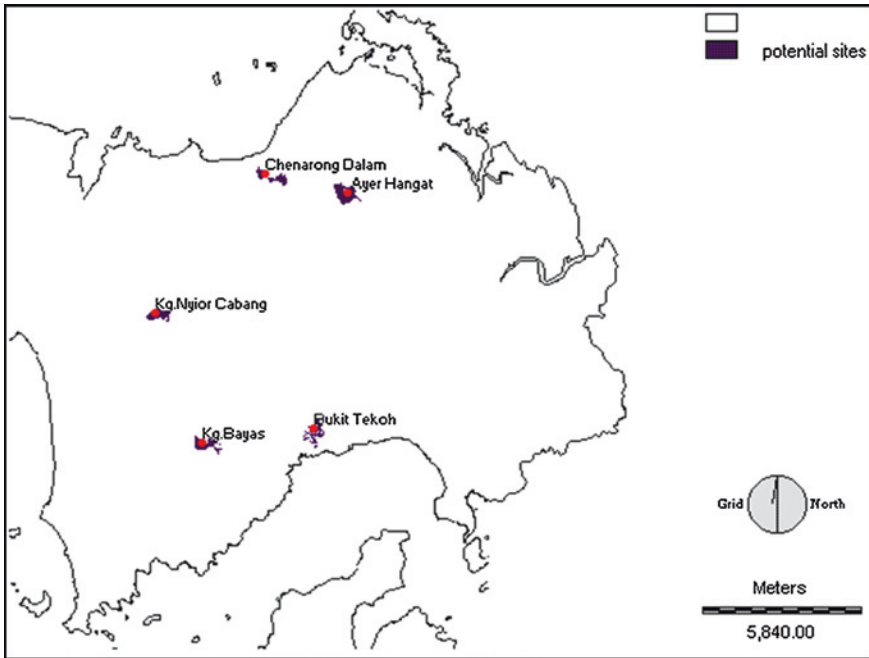 potential sites
Chenarong Dalam
Ayer Hangat
Kg.Nyior Cabang
Bukit Tekoh
Kg.Bayas
Grid North
Meters
5,840.00